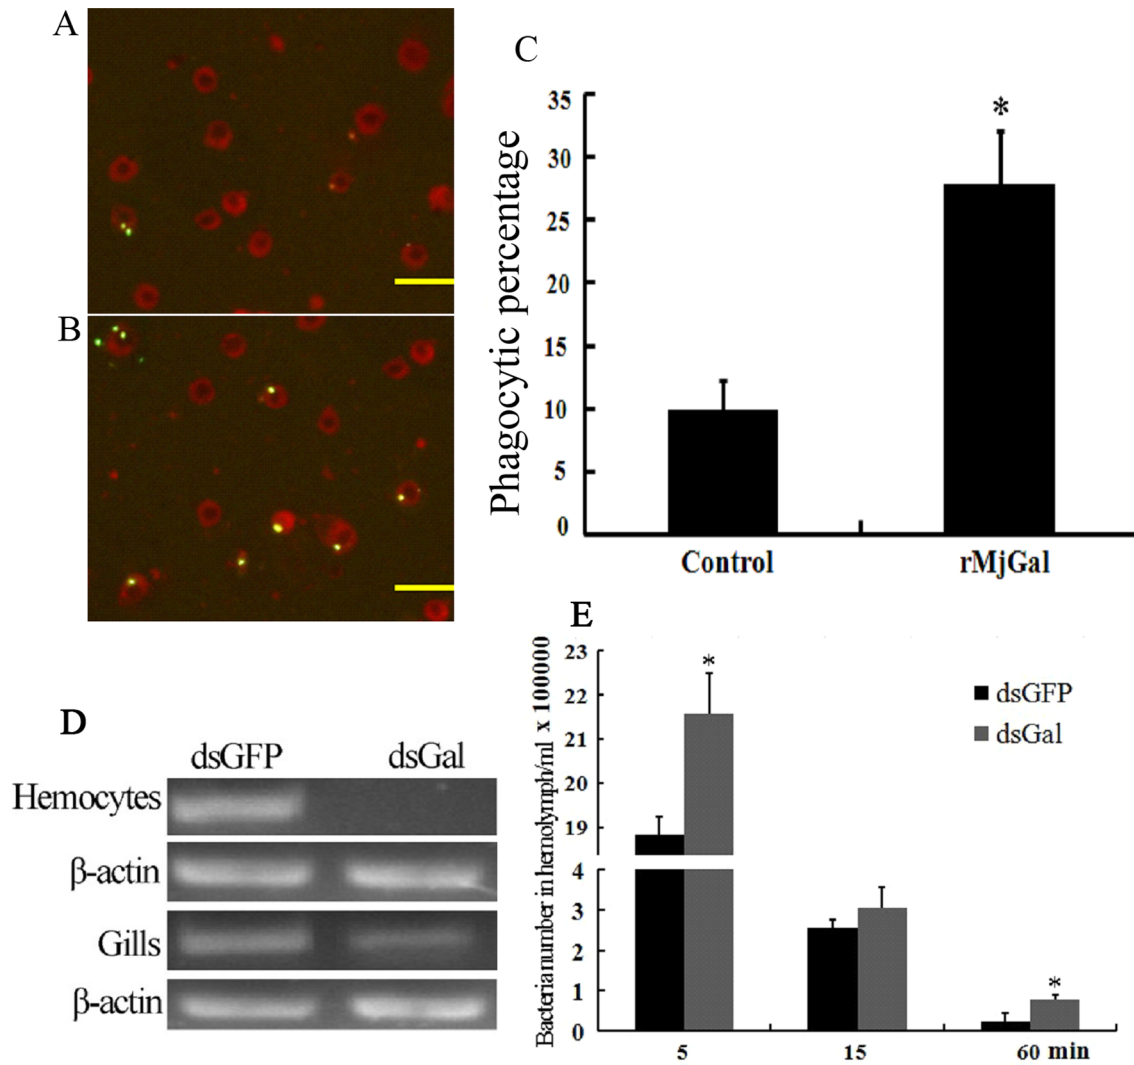 A
B
C
Phagocytic percentage
35
30
25
20
15
10
5
0
*
Control
rMjGal
D
dsGFP
dsGal
Hemocytes
β-actin
Gills
β-actin
E
Bacteria number in hemolymph/ml x 100000
23
22
21
20
19
4
3
2
1
0
*
*
dsGFP
dsGal
5
15
60 min